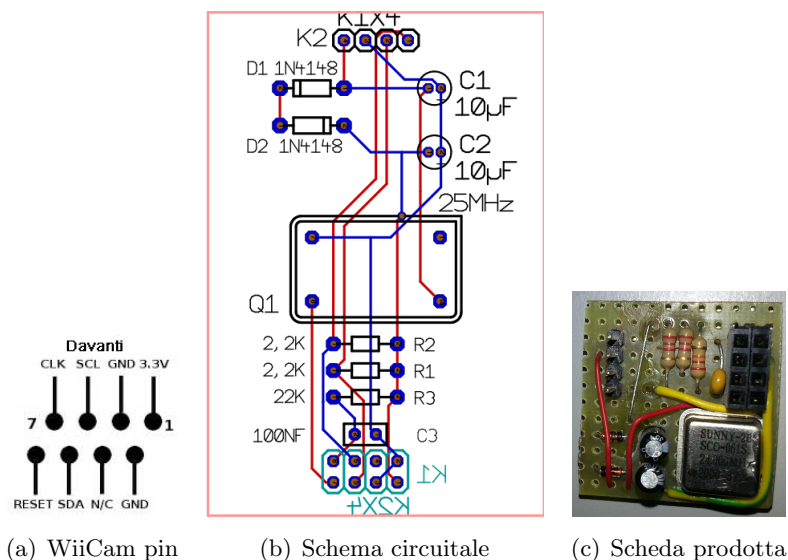 Davanti
CLK SCL GND 3.3V
7 1
RESET SDA N/C GND
K1X4
K2
D1 1N4148
D2 1N4148
C1
10µF
C2
10µF
25MHz
Q1
2,2K R2
2,2K R1
22K R3
100NF C3
K1
K2X4
SUNNY-2B
(a) WiiCam pin (b) Schema circuitale (c) Scheda prodotta